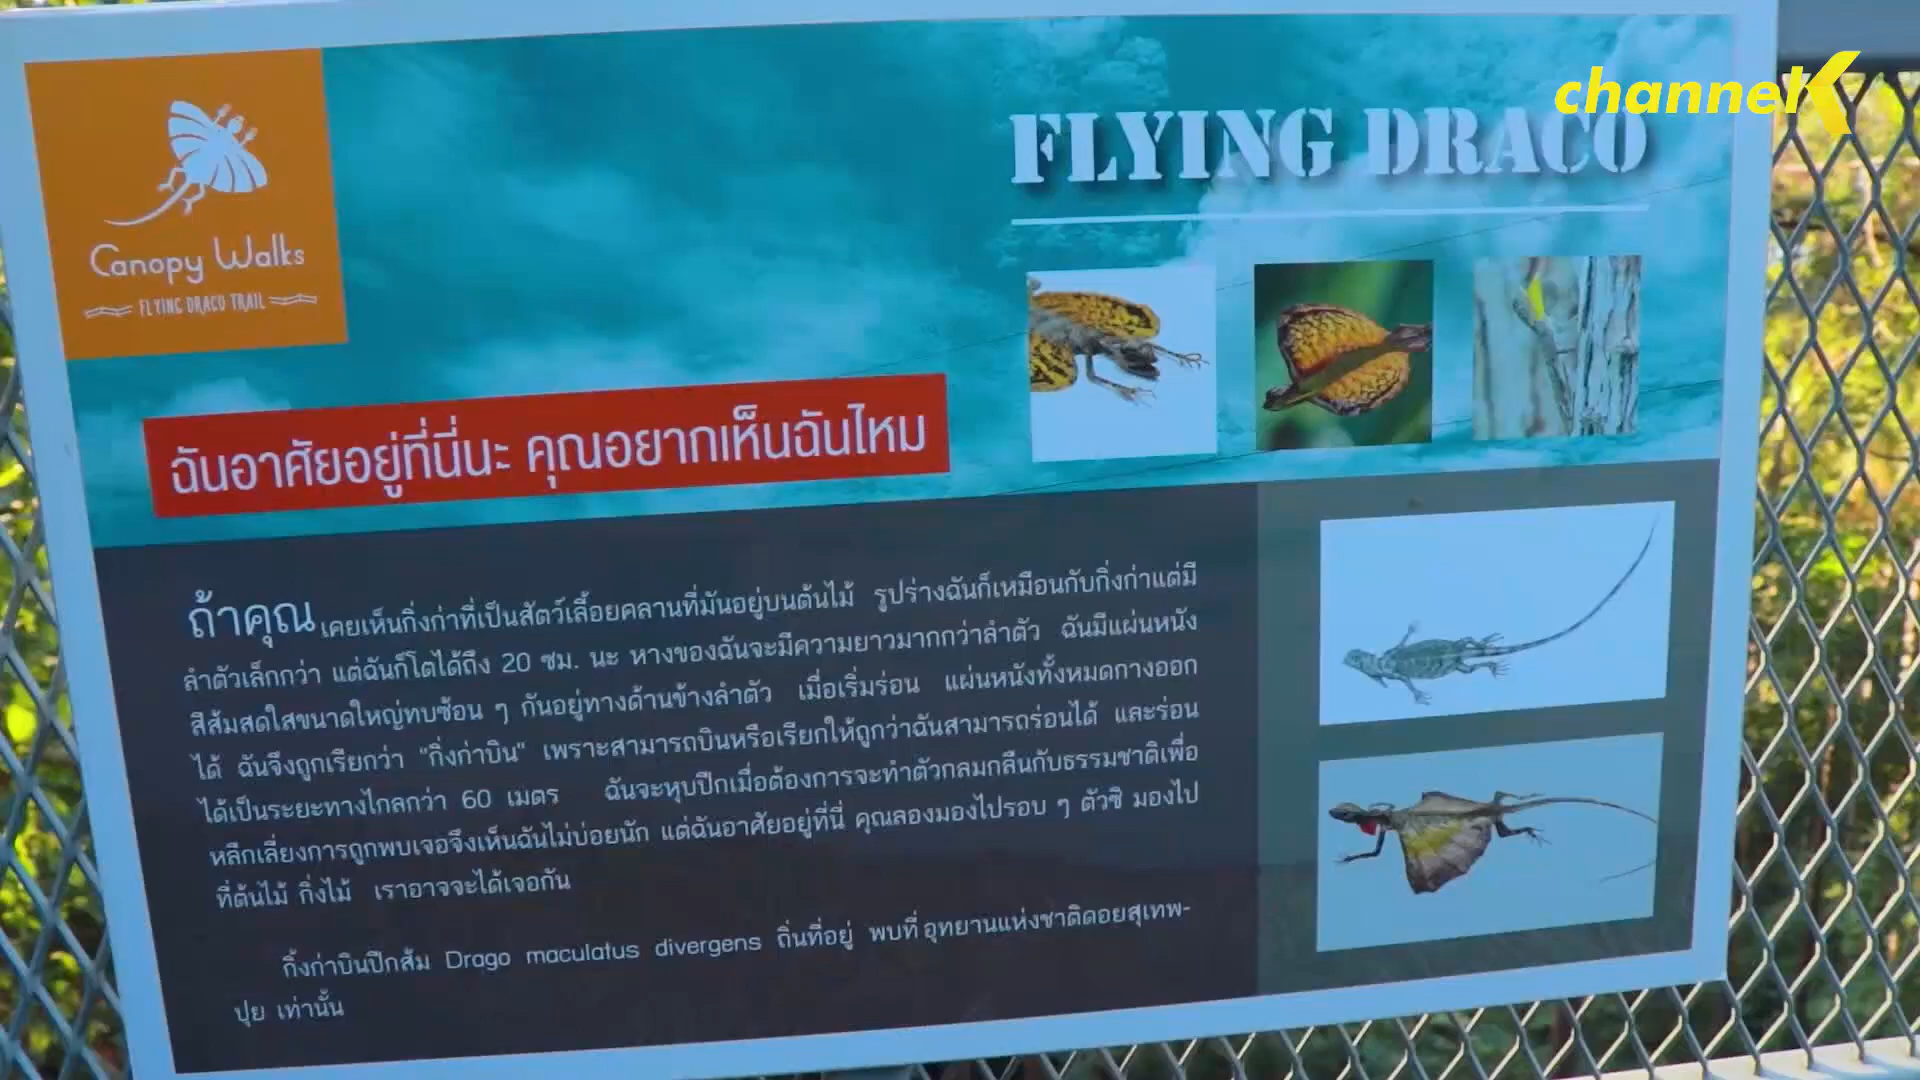 channel K
FLYING DRACO
Canopy Walks
FLYING DRACO TRAIL
ฉันอาศัยอยู่ที่นี่นะ คุณอยากเห็นฉันไหม
ถ้าคุณ เคยเห็นกิ่งก่าที่เป็นสัตว์เลื้อยคลานที่มันอยู่บนต้นไม้ รูปร่างฉันก็เหมือนกับกิ่งก่าแต่มี
ลำตัวเล็กกว่า แต่ฉันก็โตได้ถึง 20 ซม. นะ หางของฉันจะมีความยาวมากกว่าลำตัว ฉันมีแผ่นหนัง
สีส้มสดใสขนาดใหญ่ทบซ้อน ๆ กันอยู่ทางด้านข้างลำตัว เมื่อเริ่มร่อน แผ่นหนังทั้งหมดกางออก
ได้ ฉันจึงถูกเรียกว่า "กิ่งก่าบิน" เพราะสามารถบินหรือเรียกให้ถูกว่าฉันสามารถร่อนได้ และร่อน
ได้เป็นระยะทางไกลกว่า 60 เมตร ฉันจะหุบปีกเมื่อต้องการจะทำตัวกลมกลืนกับธรรมชาติเพื่อ
หลีกเลี่ยงการถูกพบเจอจึงเห็นฉันไม่บ่อยนัก แต่ฉันอาศัยอยู่ที่นี่ คุณลองมองไปรอบ ๆ ตัวซิ มองไป
ที่ต้นไม้ กิ่งไม้ เราอาจจะได้เจอกัน
กิ้งก่าบินปีกส้ม Drago maculatus divergens ถิ่นที่อยู่ พบที่ อุทยานแห่งชาติดอยสุเทพ-
ปุย เท่านั้น